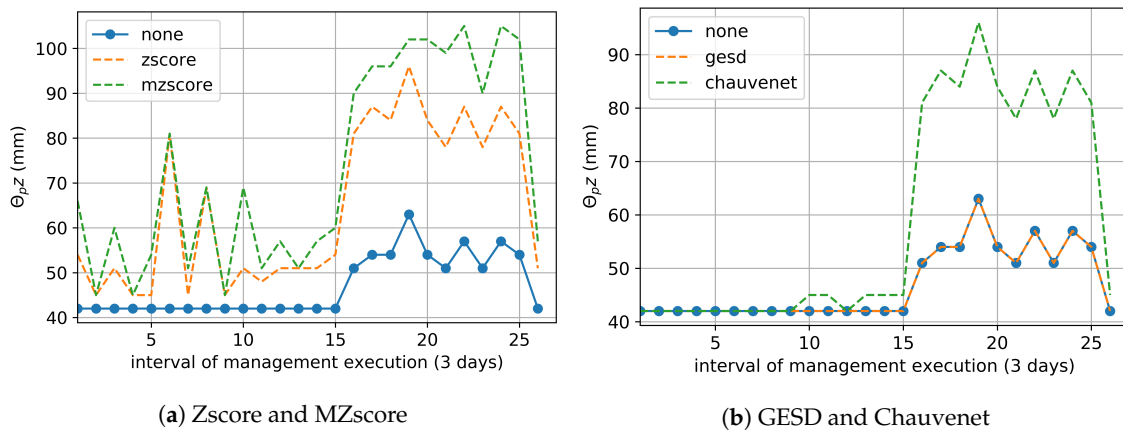 none
zscore
mzscore
100
90
80
70
60
50
40
5
10
15
20
25
Θₚz (mm)
interval of management execution (3 days)
(a) Zscore and MZscore
none
gesd
chauvenet
90
80
70
60
50
40
5
10
15
20
25
Θₚz (mm)
interval of management execution (3 days)
(b) GESD and Chauvenet